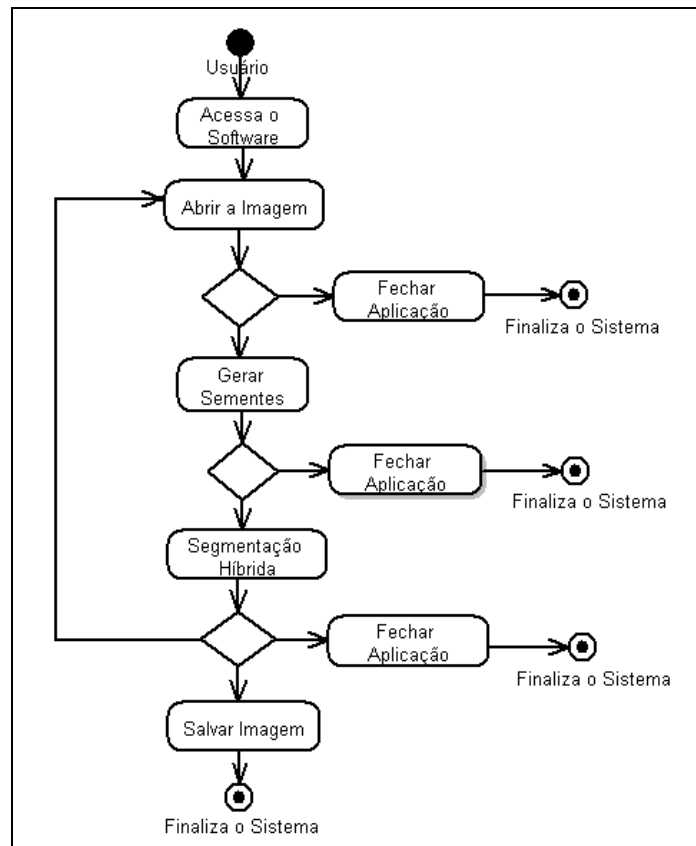 Usuário
Acessa o
Software
Abrir a Imagem
Fechar
Aplicação
Finaliza o Sistema
Gerar
Sementes
Fechar
Aplicação
Finaliza o Sistema
Segmentação
Híbrida
Fechar
Aplicação
Finaliza o Sistema
Salvar Imagem
Finaliza o Sistema